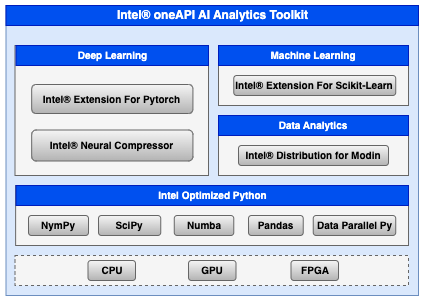 Intel® oneAPI AI Analytics Toolkit
Deep Learning
Intel® Extension For Pytorch
Intel® Neural Compressor
Machine Learning
Intel® Extension For Scikit-Learn
Data Analytics
Intel® Distribution for Modin
Intel Optimized Python
NymPy
SciPy
Numba
Pandas
Data Parallel Py
CPU
GPU
FPGA